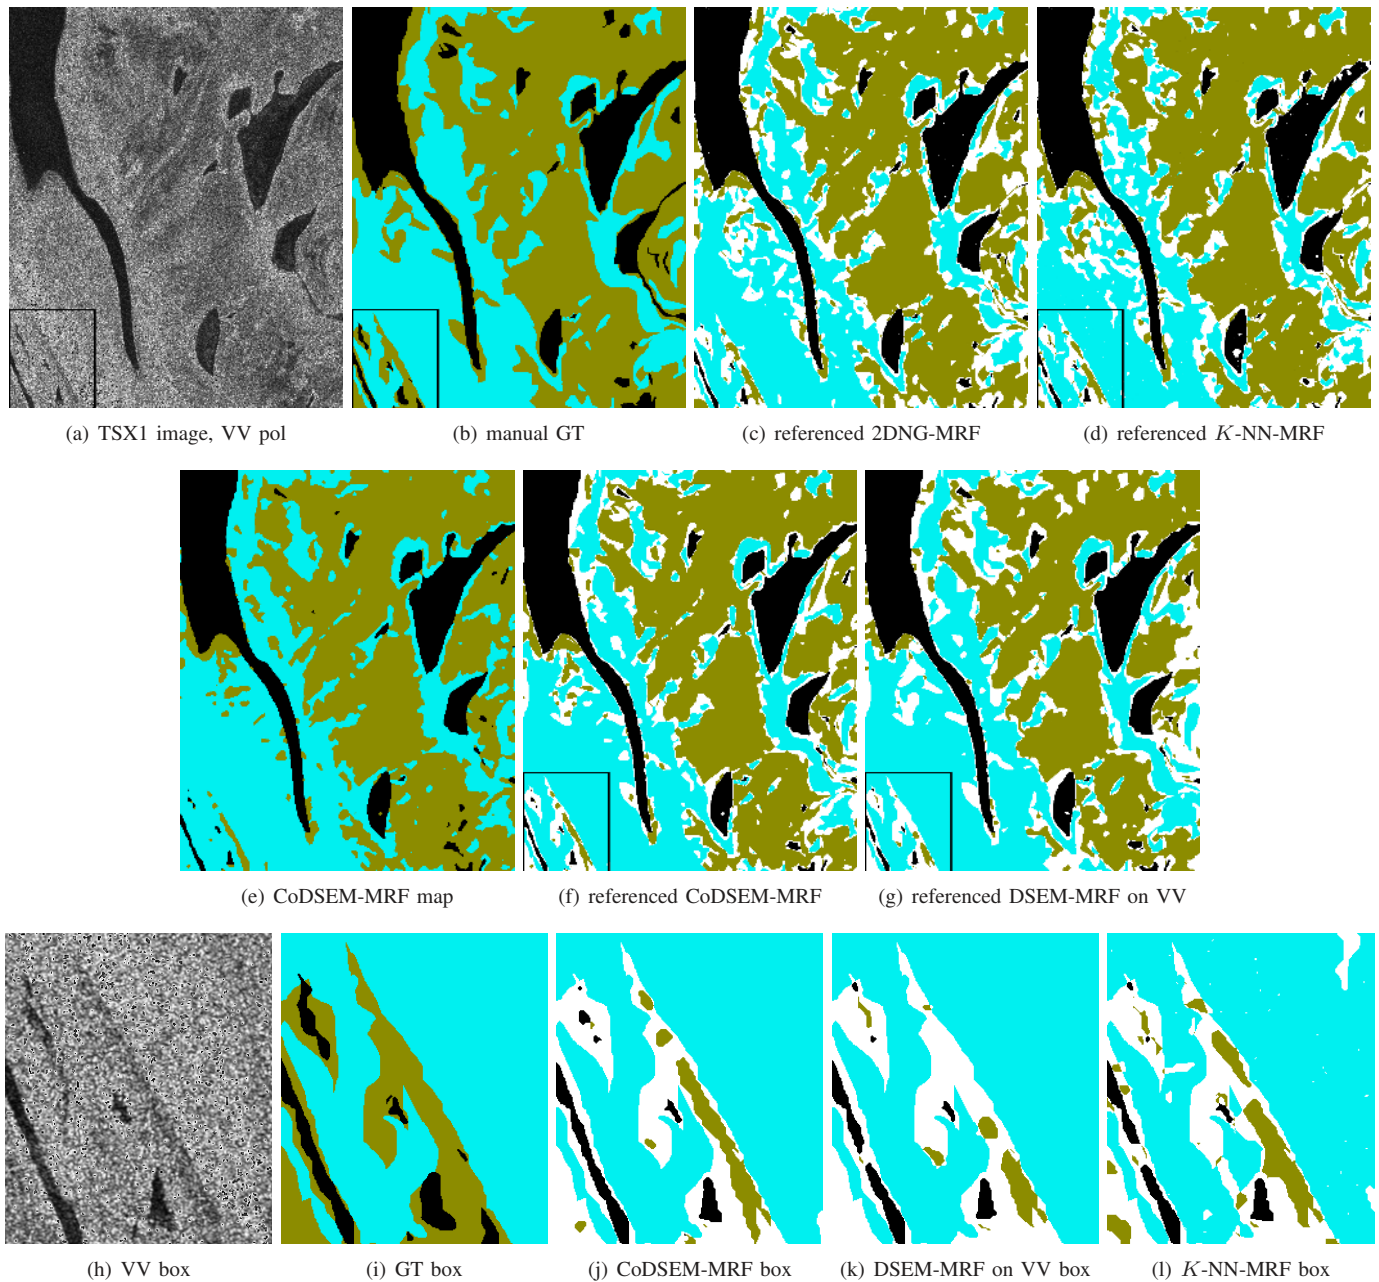 (a) TSX1 image, VV pol
(b) manual GT
(c) referenced 2DNG-MRF
(d) referenced K-NN-MRF
(e) CoDSEM-MRF map
(f) referenced CoDSEM-MRF
(g) referenced DSEM-MRF on VV
(h) VV box
(i) GT box
(j) CoDSEM-MRF box
(k) DSEM-MRF on VV box
(l) K-NN-MRF box